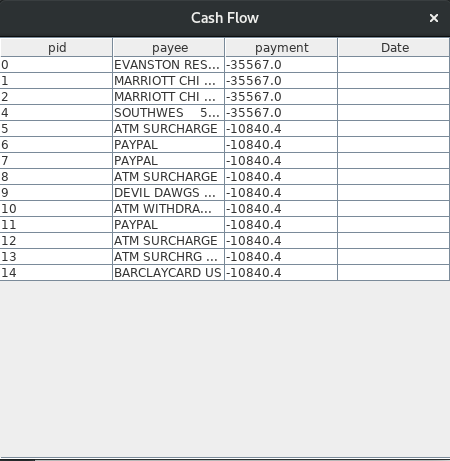 Cash Flow ×
pid payee payment Date
0 EVANSTON RES... -35567.0
1 MARRIOTT CHI ... -35567.0
2 MARRIOTT CHI ... -35567.0
4 SOUTHWES 5... -35567.0
5 ATM SURCHARGE -10840.4
6 PAYPAL -10840.4
7 PAYPAL -10840.4
8 ATM SURCHARGE -10840.4
9 DEVIL DAWGS ... -10840.4
10 ATM WITHDRA... -10840.4
11 PAYPAL -10840.4
12 ATM SURCHARGE -10840.4
13 ATM SURCHRG ... -10840.4
14 BARCLAYCARD US -10840.4